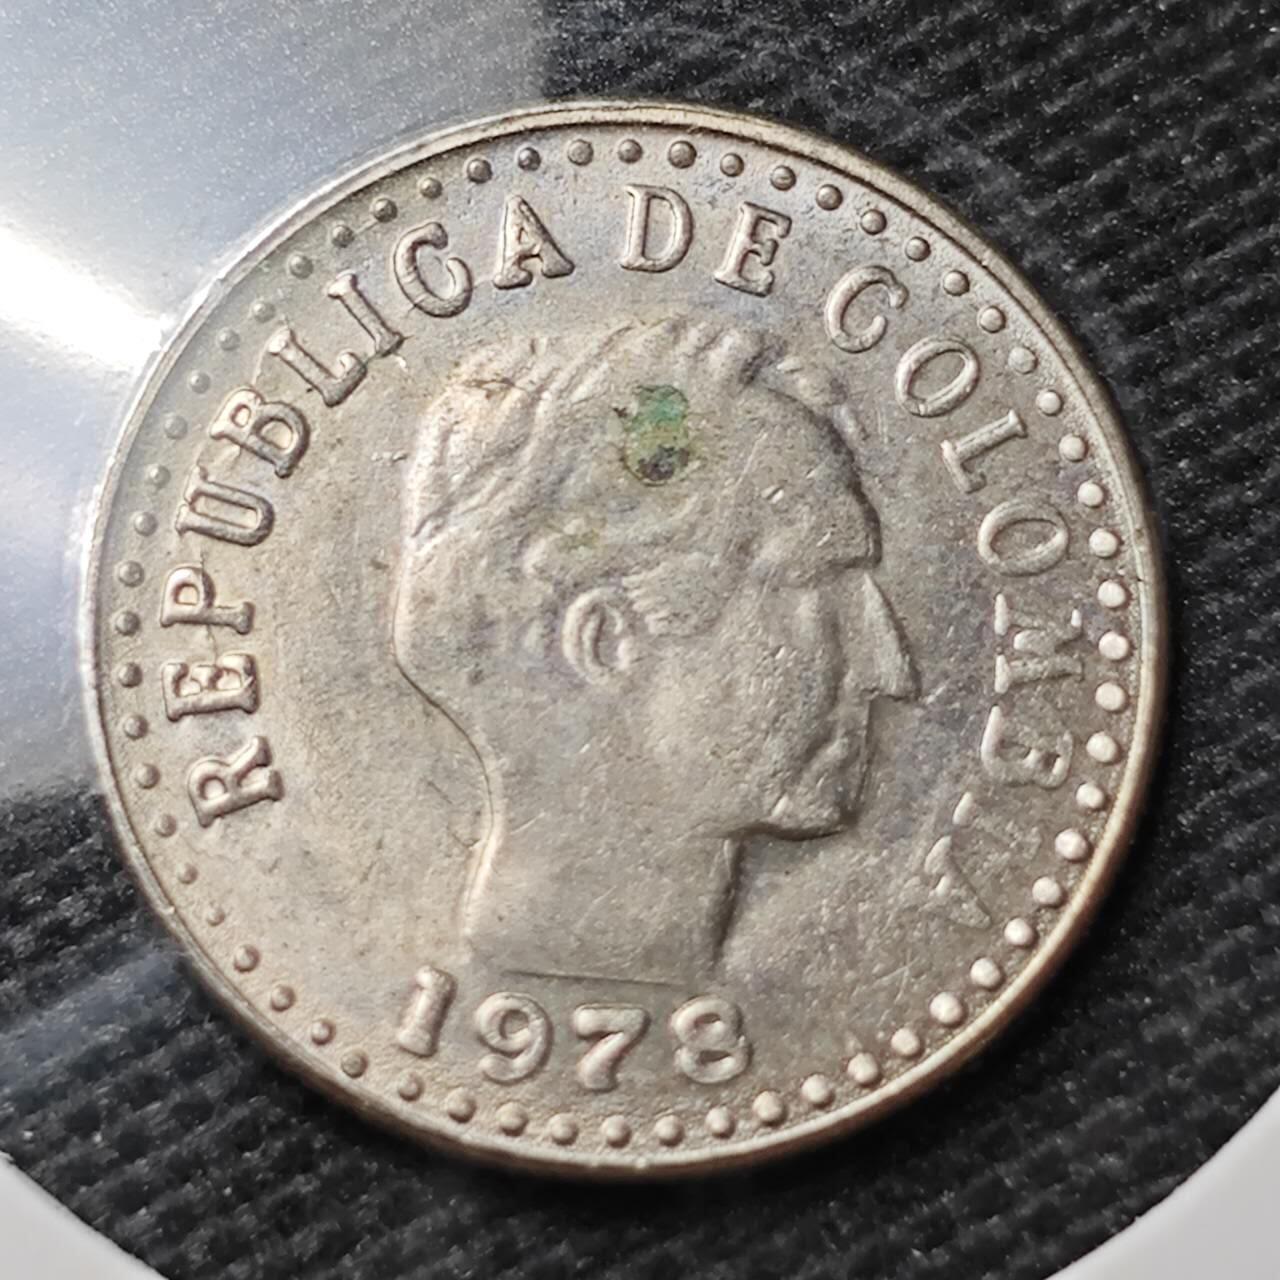 REPUBLICA DE COLOMBIA
1978